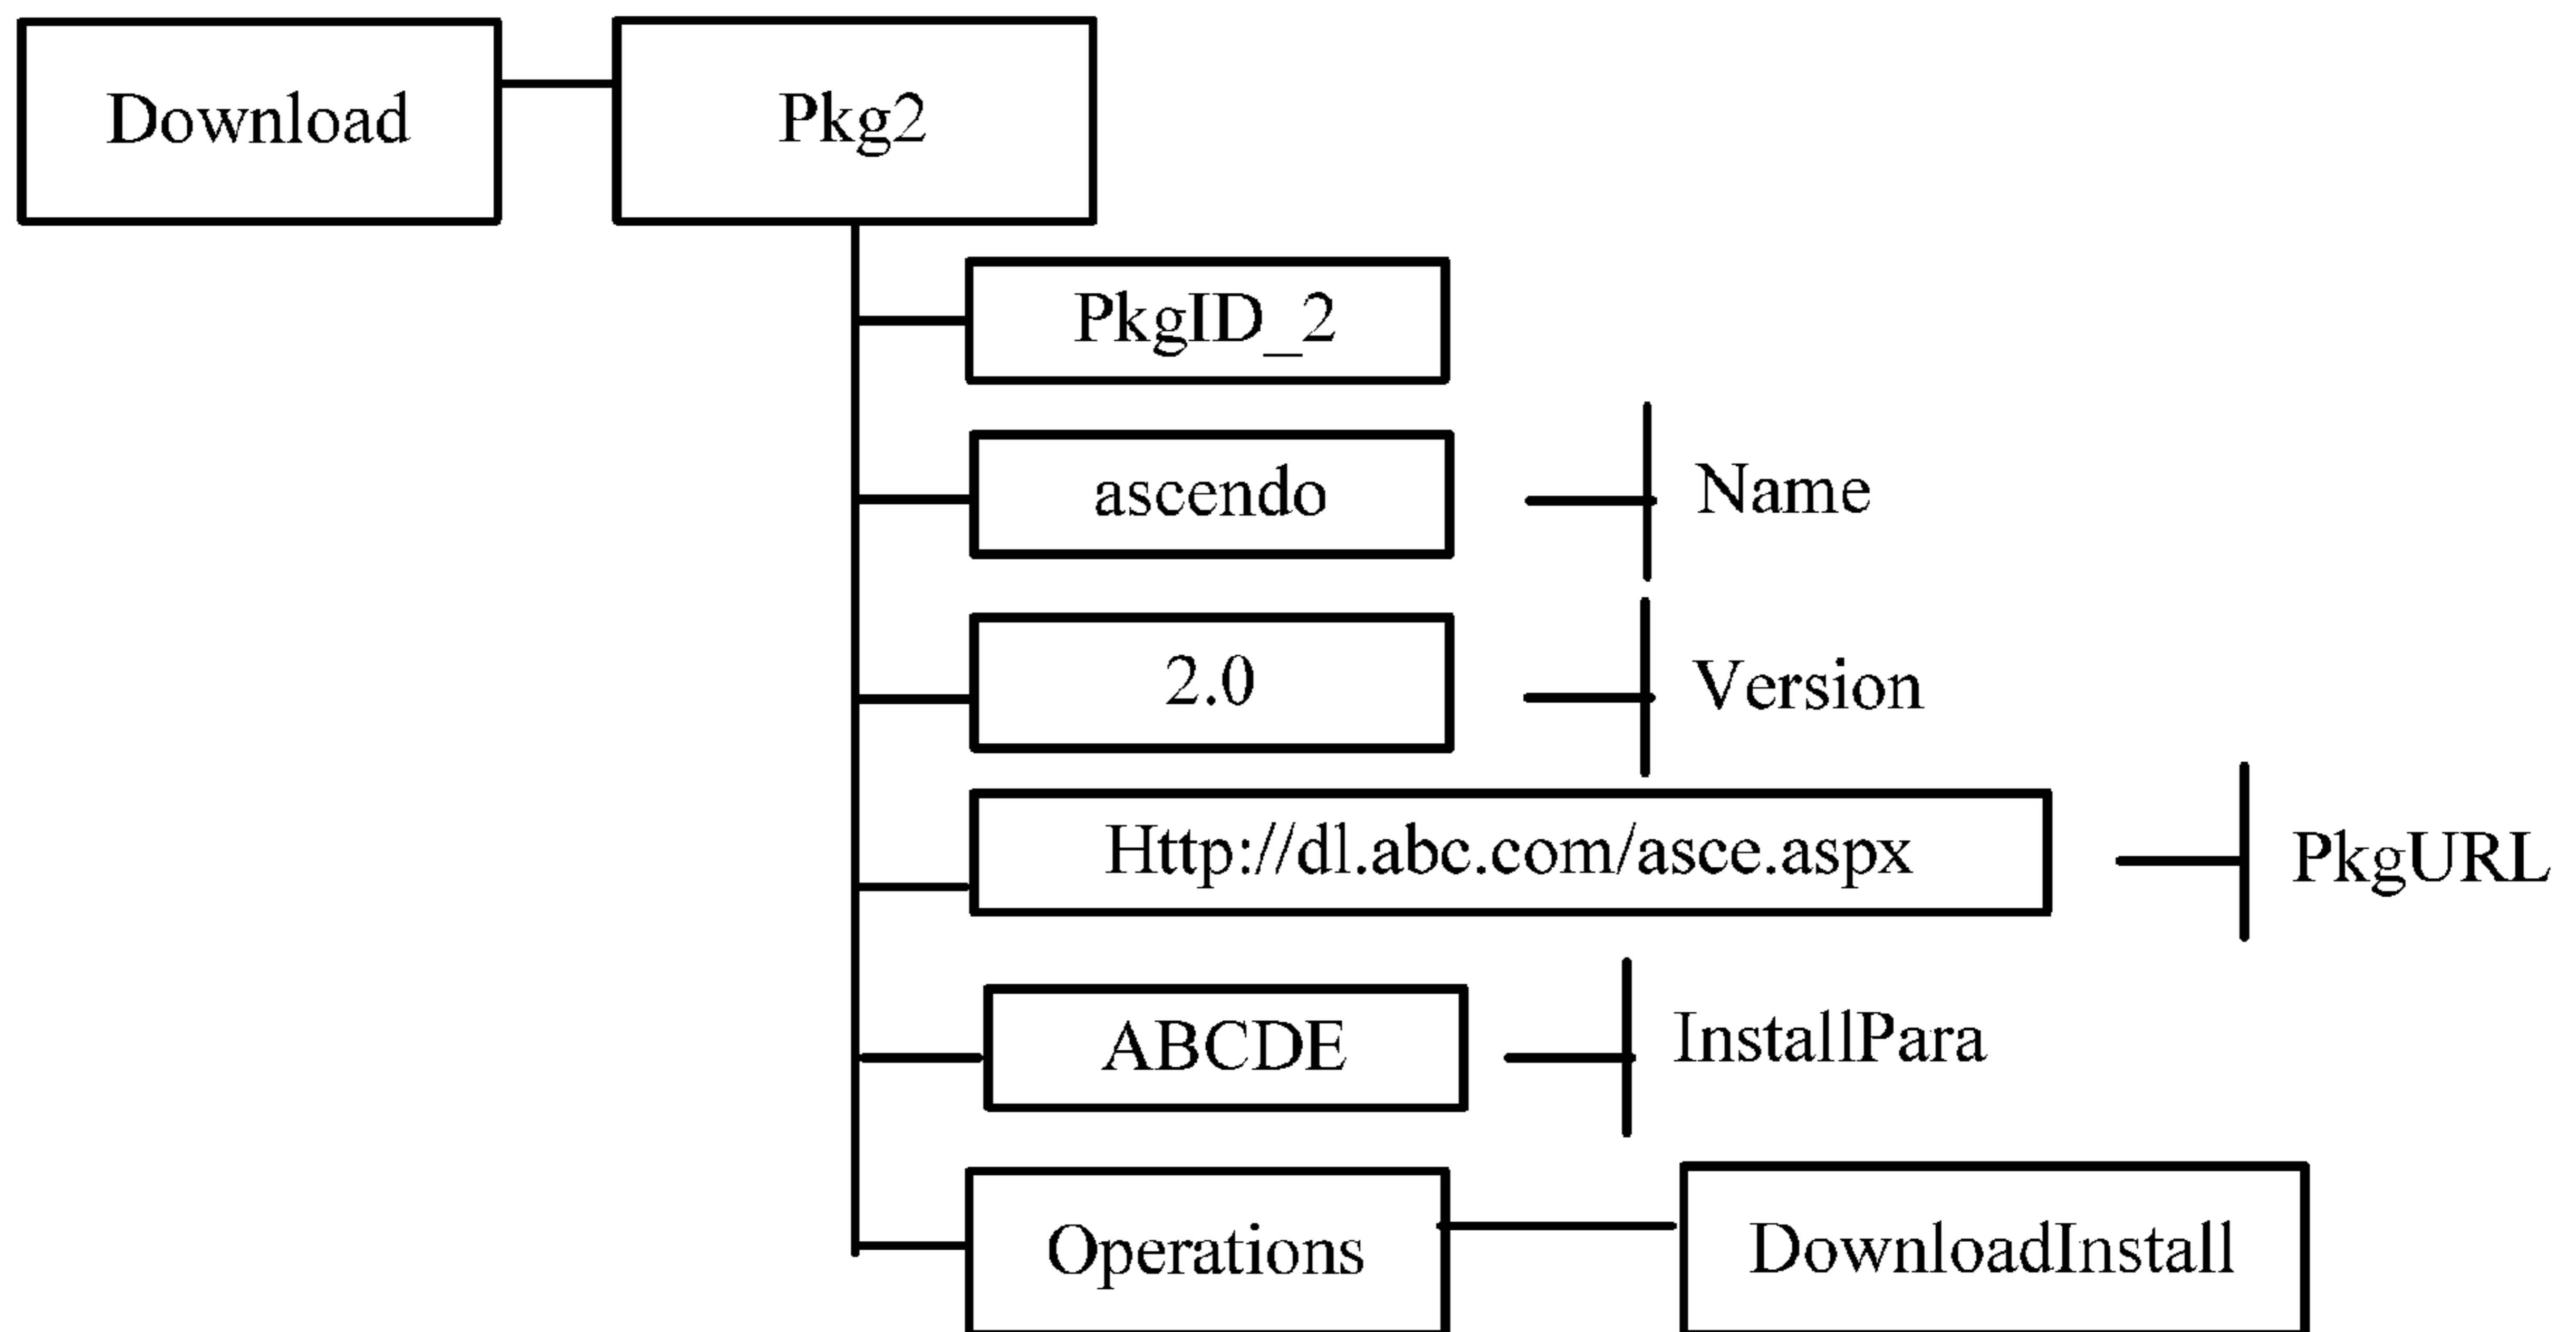 Download
Pkg2
PkgID_2
ascendo
Name
2.0
Version
Http://dl.abc.com/asce.aspx
PkgURL
ABCDE
InstallPara
Operations
DownloadInstall